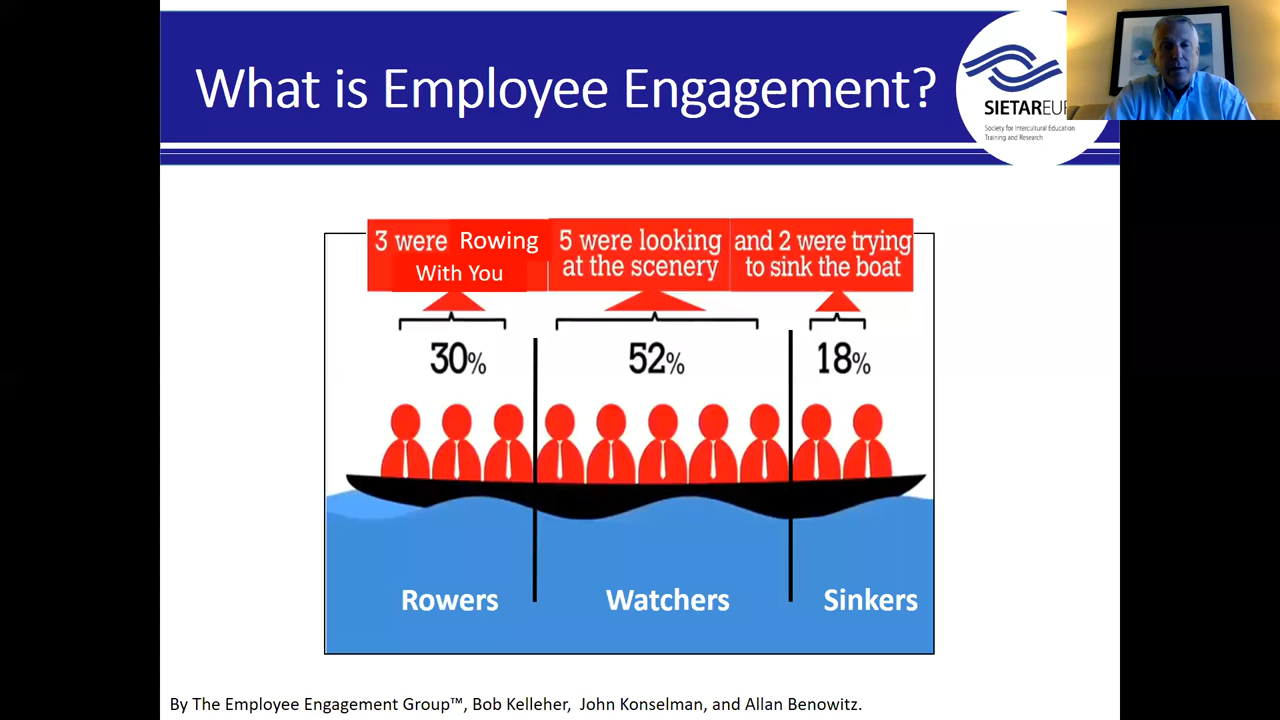 What is Employee Engagement?
SIETAREU
Society for Intercultural Education
Training and Research
3 were Rowing
With You
5 were looking
at the scenery
and 2 were trying
to sink the boat
30%
52%
18%
Rowers
Watchers
Sinkers
By The Employee Engagement Group™, Bob Kelleher, John Konselman, and Allan Benowitz.